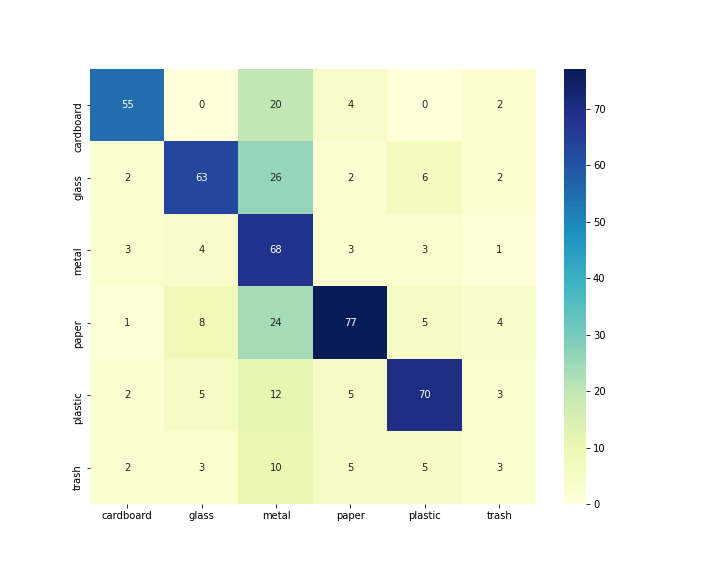 cardboard 55 0 20 4 0 2
glass 2 63 26 2 6 2
metal 3 4 68 3 3 1
paper 1 8 24 77 5 4
plastic 2 5 12 5 70 3
trash 2 3 10 5 5 3
cardboard glass metal paper plastic trash
70
60
50
40
30
20
10
0